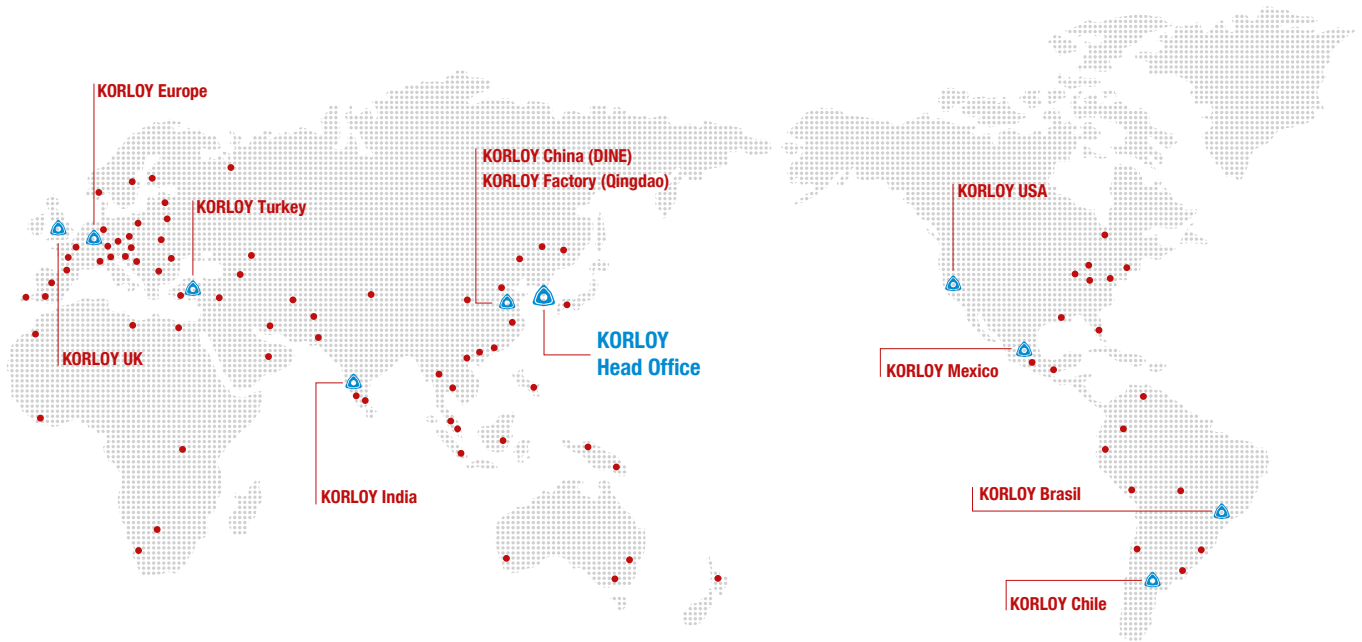 KORLOY Europe
KORLOY China (DINE)
KORLOY Factory (Qingdao)
KORLOY USA
KORLOY Turkey
KORLOY UK
KORLOY
Head Office
KORLOY Mexico
KORLOY India
KORLOY Brasil
KORLOY Chile